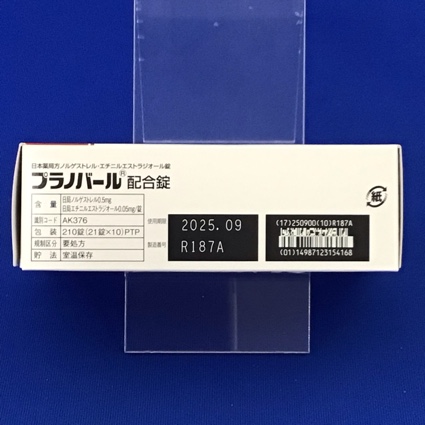 日本薬局方ノルゲストレル・エチニルエストラジオール錠
プラノバール®配合錠
含量 日局ノルゲストレル0.5mg
日局エチニルエストラジオール0.05mg/錠
識別コード AK376
包装 210錠(21錠×10)PTP
規制区分 要処方
貯法 室温保存
使用期限 2025.09
製造番号 R187A
(17)250900(10)R187A
(01)14987123154168
紙